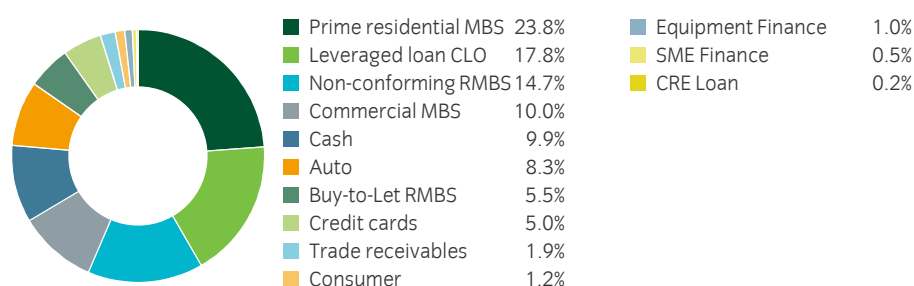 Prime residential MBS 23.8%
Leveraged loan CLO 17.8%
Non-conforming RMBS 14.7%
Commercial MBS 10.0%
Cash 9.9%
Auto 8.3%
Buy-to-Let RMBS 5.5%
Credit cards 5.0%
Trade receivables 1.9%
Consumer 1.2%
Equipment Finance 1.0%
SME Finance 0.5%
CRE Loan 0.2%